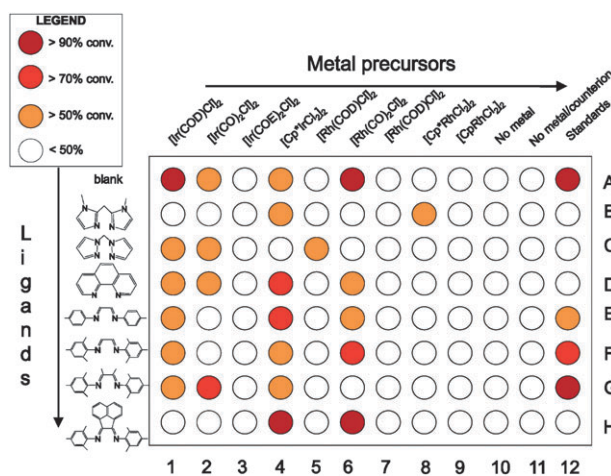 LEGEND
> 90% conv.
> 70% conv.
> 50% conv.
< 50%
Metal precursors
[Ir(COD)Cl]₂
[Ir(CO)₂Cl]₂
[Ir(COE)₂Cl]₂
[Cp*IrCl₂]₂
[Rh(COD)Cl]₂
[Rh(CO)₂Cl]₂
[Rh(COD)Cl]₂
[Cp*RhCl₂]₂
[CpRhCl₂]₂
No metal
No metal/counterion
Standards
Ligands
blank
A
B
C
D
E
F
G
H
1 2 3 4 5 6 7 8 9 10 11 12